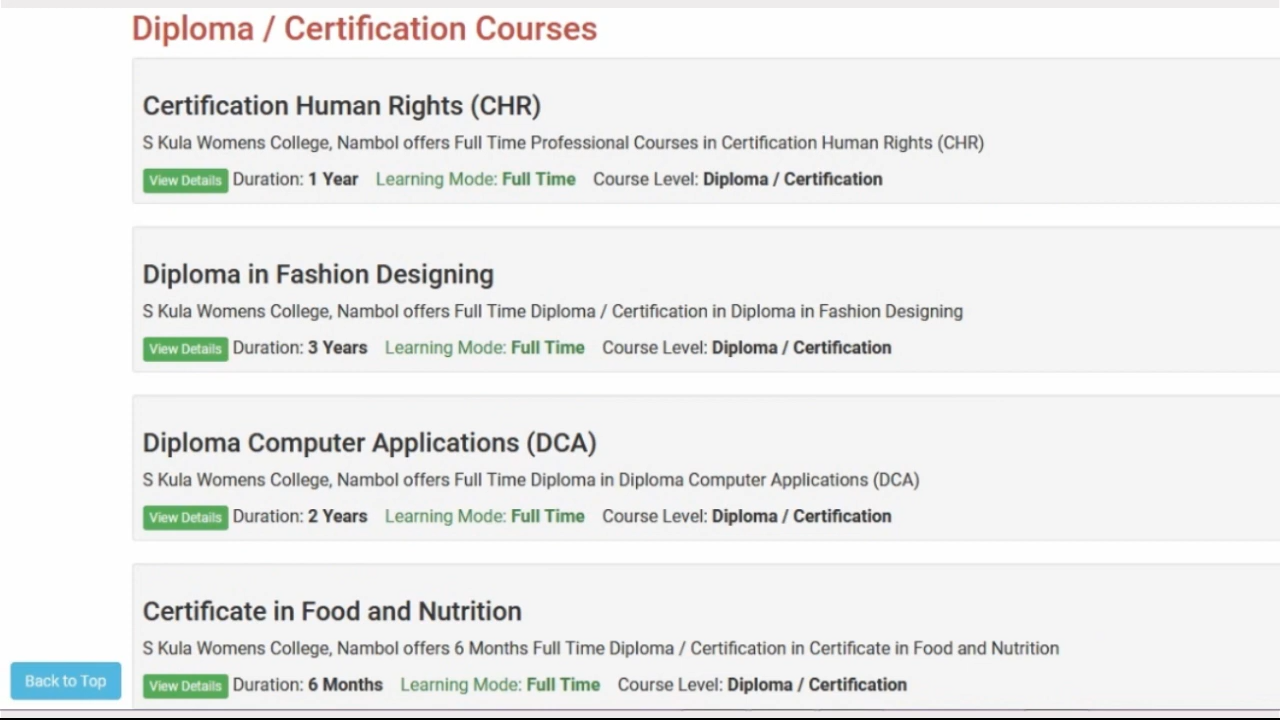 Diploma / Certification Courses
Certification Human Rights (CHR)
S Kula Womens College, Nambol offers Full Time Professional Courses in Certification Human Rights (CHR)
View Details Duration: 1 Year Learning Mode: Full Time Course Level: Diploma / Certification
Diploma in Fashion Designing
S Kula Womens College, Nambol offers Full Time Diploma / Certification in Diploma in Fashion Designing
View Details Duration: 3 Years Learning Mode: Full Time Course Level: Diploma / Certification
Diploma Computer Applications (DCA)
S Kula Womens College, Nambol offers Full Time Diploma in Diploma Computer Applications (DCA)
View Details Duration: 2 Years Learning Mode: Full Time Course Level: Diploma / Certification
Certificate in Food and Nutrition
S Kula Womens College, Nambol offers 6 Months Full Time Diploma / Certification in Certificate in Food and Nutrition
Back to Top
View Details Duration: 6 Months Learning Mode: Full Time Course Level: Diploma / Certification